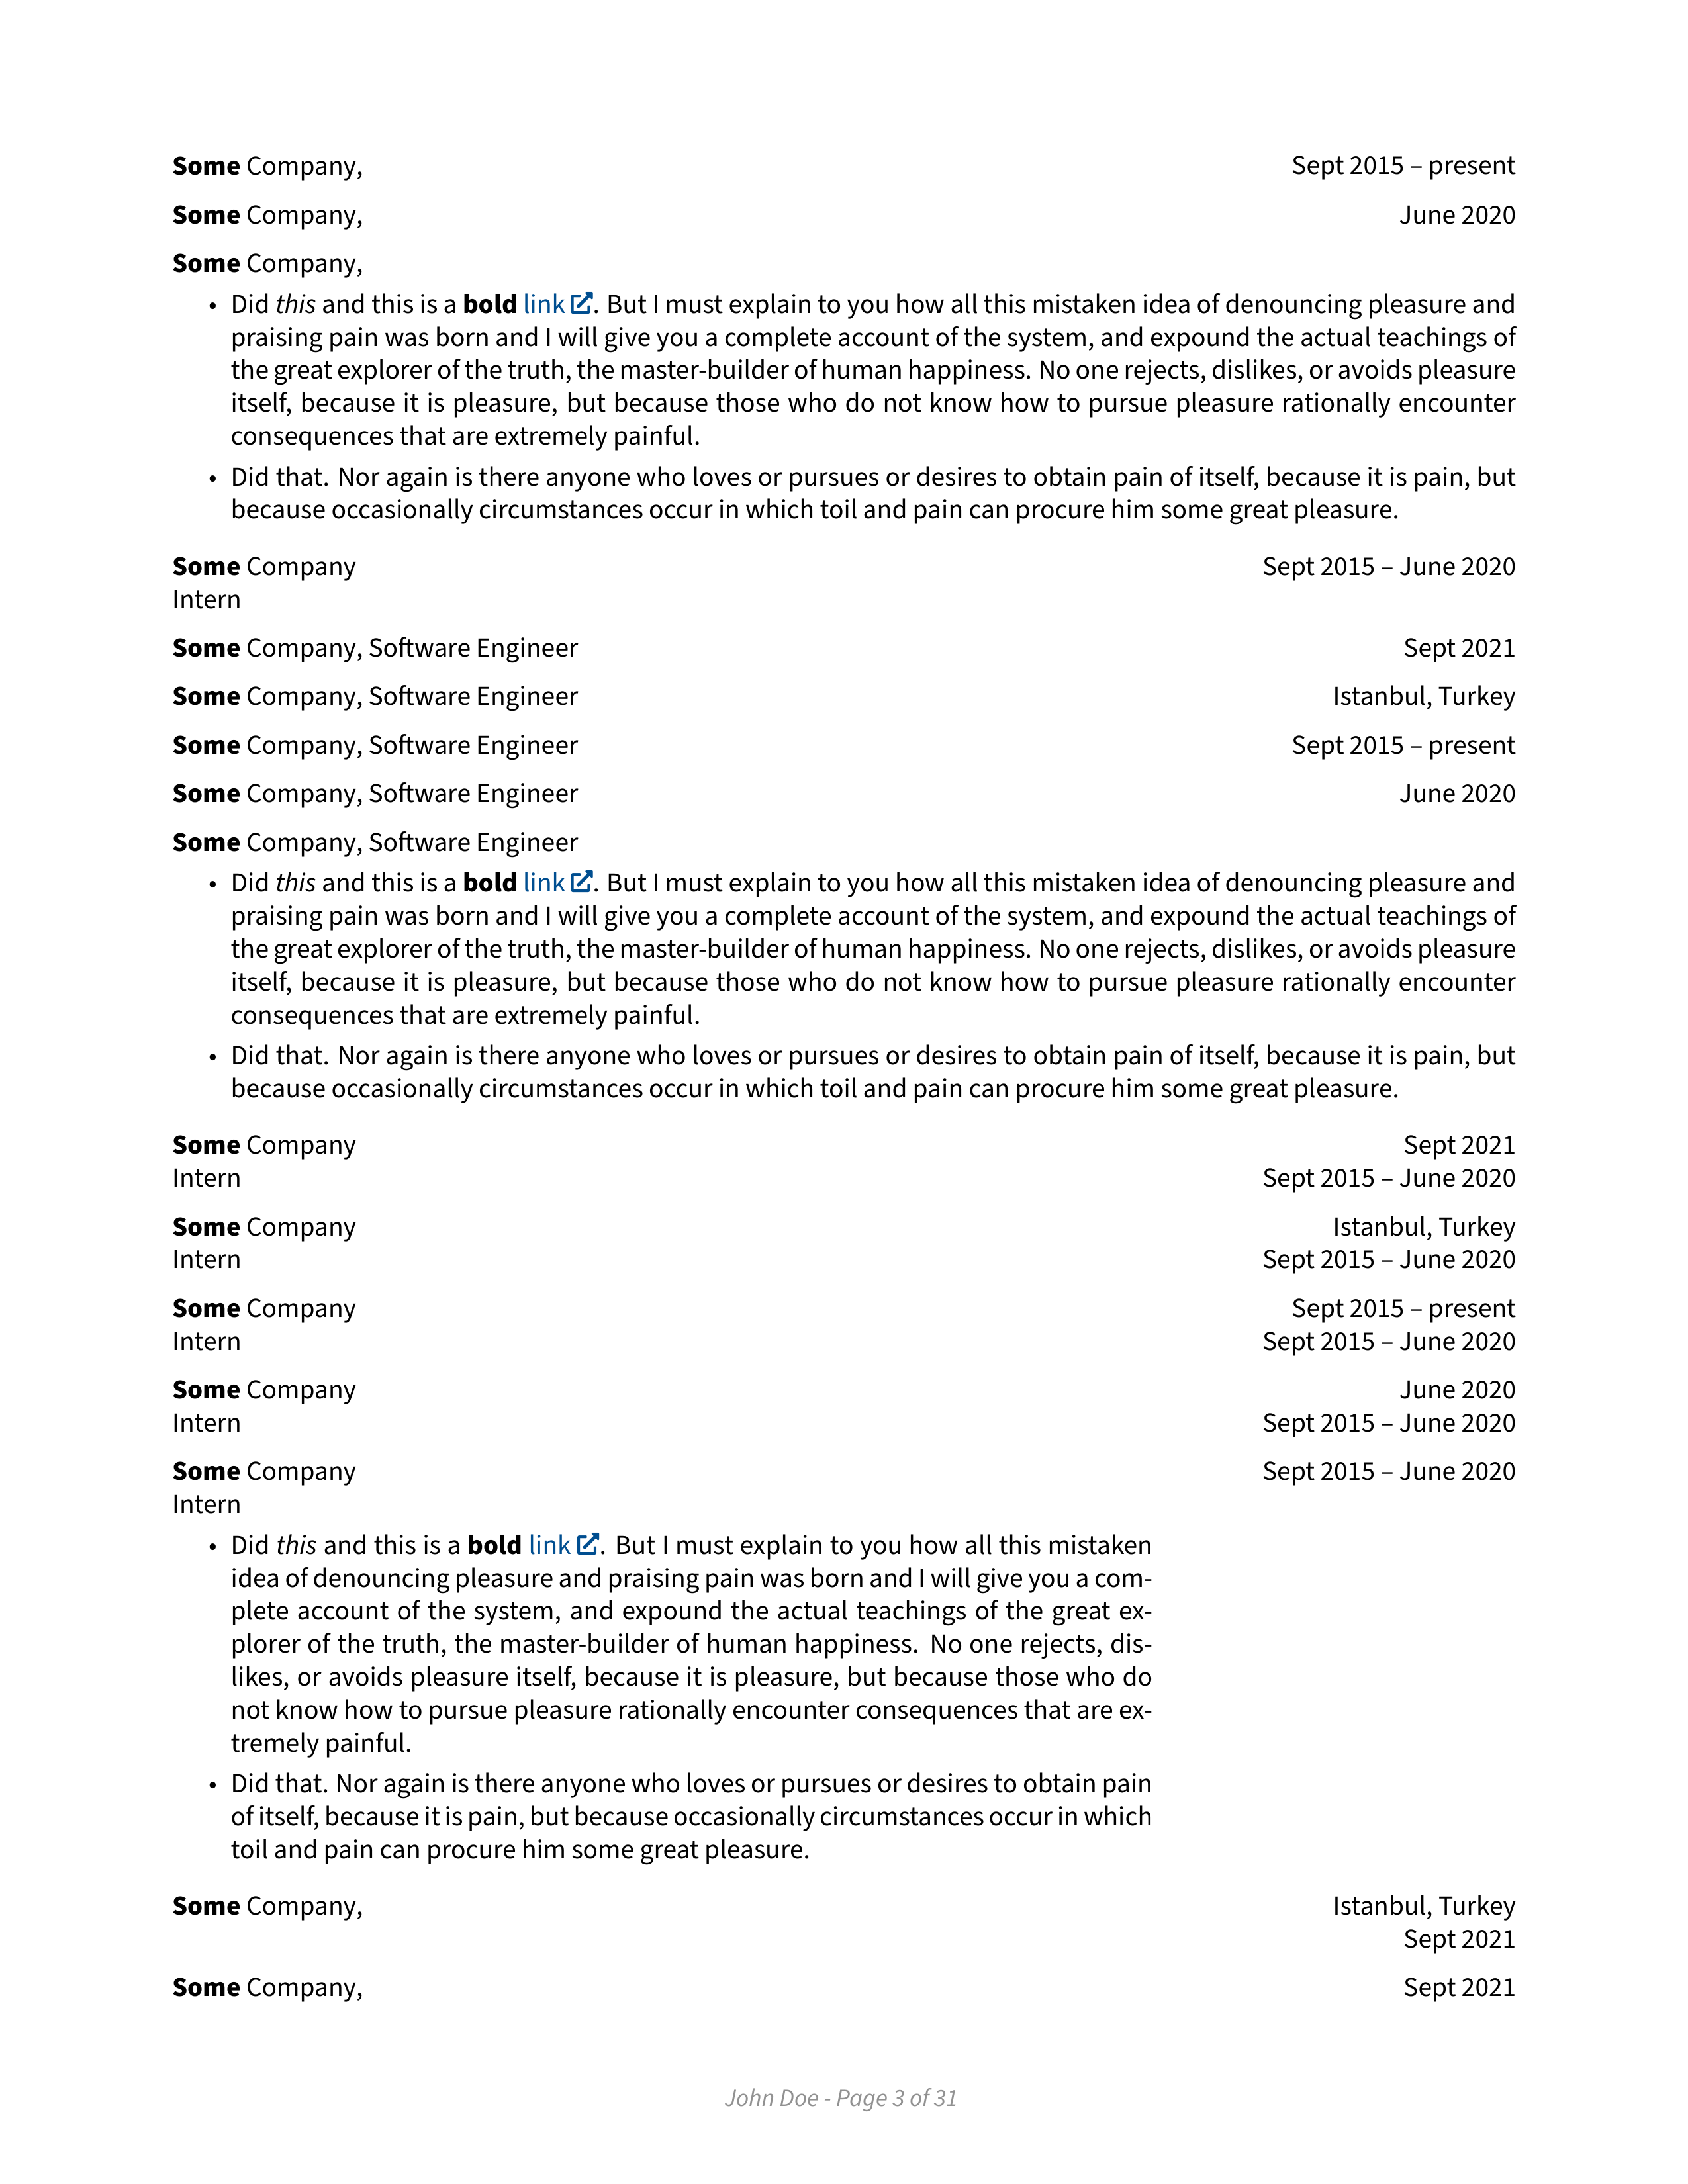 Some Company, Sept 2015 – present
Some Company, June 2020
Some Company,
• Did this and this is a bold link. But I must explain to you how all this mistaken idea of denouncing pleasure and
praising pain was born and I will give you a complete account of the system, and expound the actual teachings of
the great explorer of the truth, the master-builder of human happiness. No one rejects, dislikes, or avoids pleasure
itself, because it is pleasure, but because those who do not know how to pursue pleasure rationally encounter
consequences that are extremely painful.
• Did that. Nor again is there anyone who loves or pursues or desires to obtain pain of itself, because it is pain, but
because occasionally circumstances occur in which toil and pain can procure him some great pleasure.
Some Company Sept 2015 – June 2020
Intern
Some Company, Software Engineer Sept 2021
Some Company, Software Engineer Istanbul, Turkey
Some Company, Software Engineer Sept 2015 – present
Some Company, Software Engineer June 2020
Some Company, Software Engineer
• Did this and this is a bold link. But I must explain to you how all this mistaken idea of denouncing pleasure and
praising pain was born and I will give you a complete account of the system, and expound the actual teachings of
the great explorer of the truth, the master-builder of human happiness. No one rejects, dislikes, or avoids pleasure
itself, because it is pleasure, but because those who do not know how to pursue pleasure rationally encounter
consequences that are extremely painful.
• Did that. Nor again is there anyone who loves or pursues or desires to obtain pain of itself, because it is pain, but
because occasionally circumstances occur in which toil and pain can procure him some great pleasure.
Some Company Sept 2021
Intern Sept 2015 – June 2020
Some Company Istanbul, Turkey
Intern Sept 2015 – June 2020
Some Company Sept 2015 – present
Intern Sept 2015 – June 2020
Some Company June 2020
Intern Sept 2015 – June 2020
Some Company Sept 2015 – June 2020
Intern
• Did this and this is a bold link. But I must explain to you how all this mistaken
idea of denouncing pleasure and praising pain was born and I will give you a com-
plete account of the system, and expound the actual teachings of the great ex-
plorer of the truth, the master-builder of human happiness. No one rejects, dis-
likes, or avoids pleasure itself, because it is pleasure, but because those who do
not know how to pursue pleasure rationally encounter consequences that are ex-
tremely painful.
• Did that. Nor again is there anyone who loves or pursues or desires to obtain pain
of itself, because it is pain, but because occasionally circumstances occur in which
toil and pain can procure him some great pleasure.
Some Company, Istanbul, Turkey
Sept 2021
Some Company, Sept 2021
John Doe - Page 3 of 31